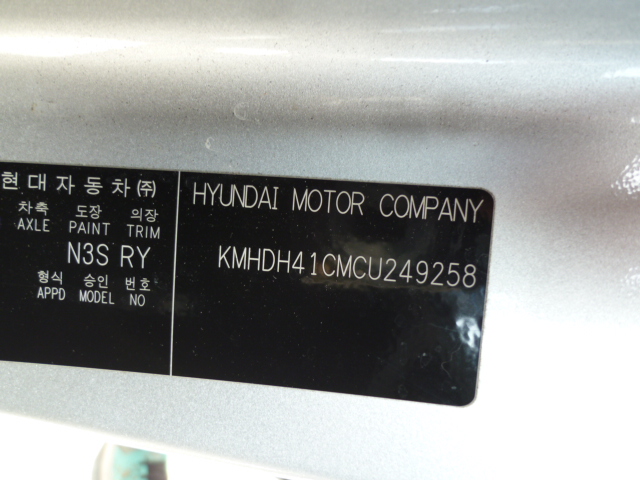 현대자동차㈜
차축 도장 의장
AXLE PAINT TRIM
N3S RY
형식 승인 번호
APPD MODEL NO
HYUNDAI MOTOR COMPANY
KMHDH41CMCU249258